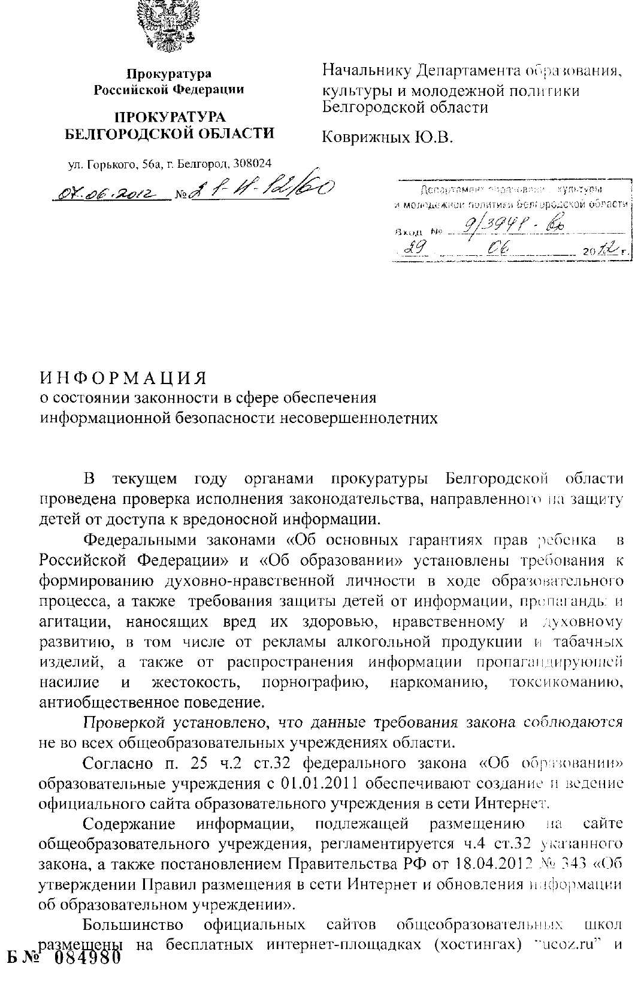 Прокуратура
Российской Федерации
ПРОКУРАТУРА
БЕЛГОРОДСКОЙ ОБЛАСТИ
ул. Горького, 56а, г. Белгород, 308024
07.06.2012 № 21-И-12/60
Начальнику Департамента образования,
культуры и молодежной политики
Белгородской области
Коврижных Ю.В.
Департамент образования, культуры
и молодежной политики Белгородской области
Вход №
29 06 2012 г.
ИНФОРМАЦИЯ
о состоянии законности в сфере обеспечения
информационной безопасности несовершеннолетних
В текущем году органами прокуратуры Белгородской области
проведена проверка исполнения законодательства, направленного на защиту
детей от доступа к вредоносной информации.
Федеральными законами «Об основных гарантиях прав ребенка в
Российской Федерации» и «Об образовании» установлены требования к
формированию духовно-нравственной личности в ходе образовательного
процесса, а также требования защиты детей от информации, пропаганды и
агитации, наносящих вред их здоровью, нравственному и духовному
развитию, в том числе от рекламы алкогольной продукции и табачных
изделий, а также от распространения информации пропагандирующей
насилие и жестокость, порнографию, наркоманию, токсикоманию,
антиобщественное поведение.
Проверкой установлено, что данные требования закона соблюдаются
не во всех общеобразовательных учреждениях области.
Согласно п. 25 ч.2 ст.32 федерального закона «Об образовании»
образовательные учреждения с 01.01.2011 обеспечивают создание и ведение
официального сайта образовательного учреждения в сети Интернет.
Содержание информации, подлежащей размещению на сайте
общеобразовательного учреждения, регламентируется ч.4 ст.32 указанного
закона, а также постановлением Правительства РФ от 18.04.2012 № 343 «Об
утверждении Правил размещения в сети Интернет и обновления информации
об образовательном учреждении».
Большинство официальных сайтов общеобразовательных школ
размещены на бесплатных интернет-площадках (хостингах) "ucoz.ru” и
Б № 084980